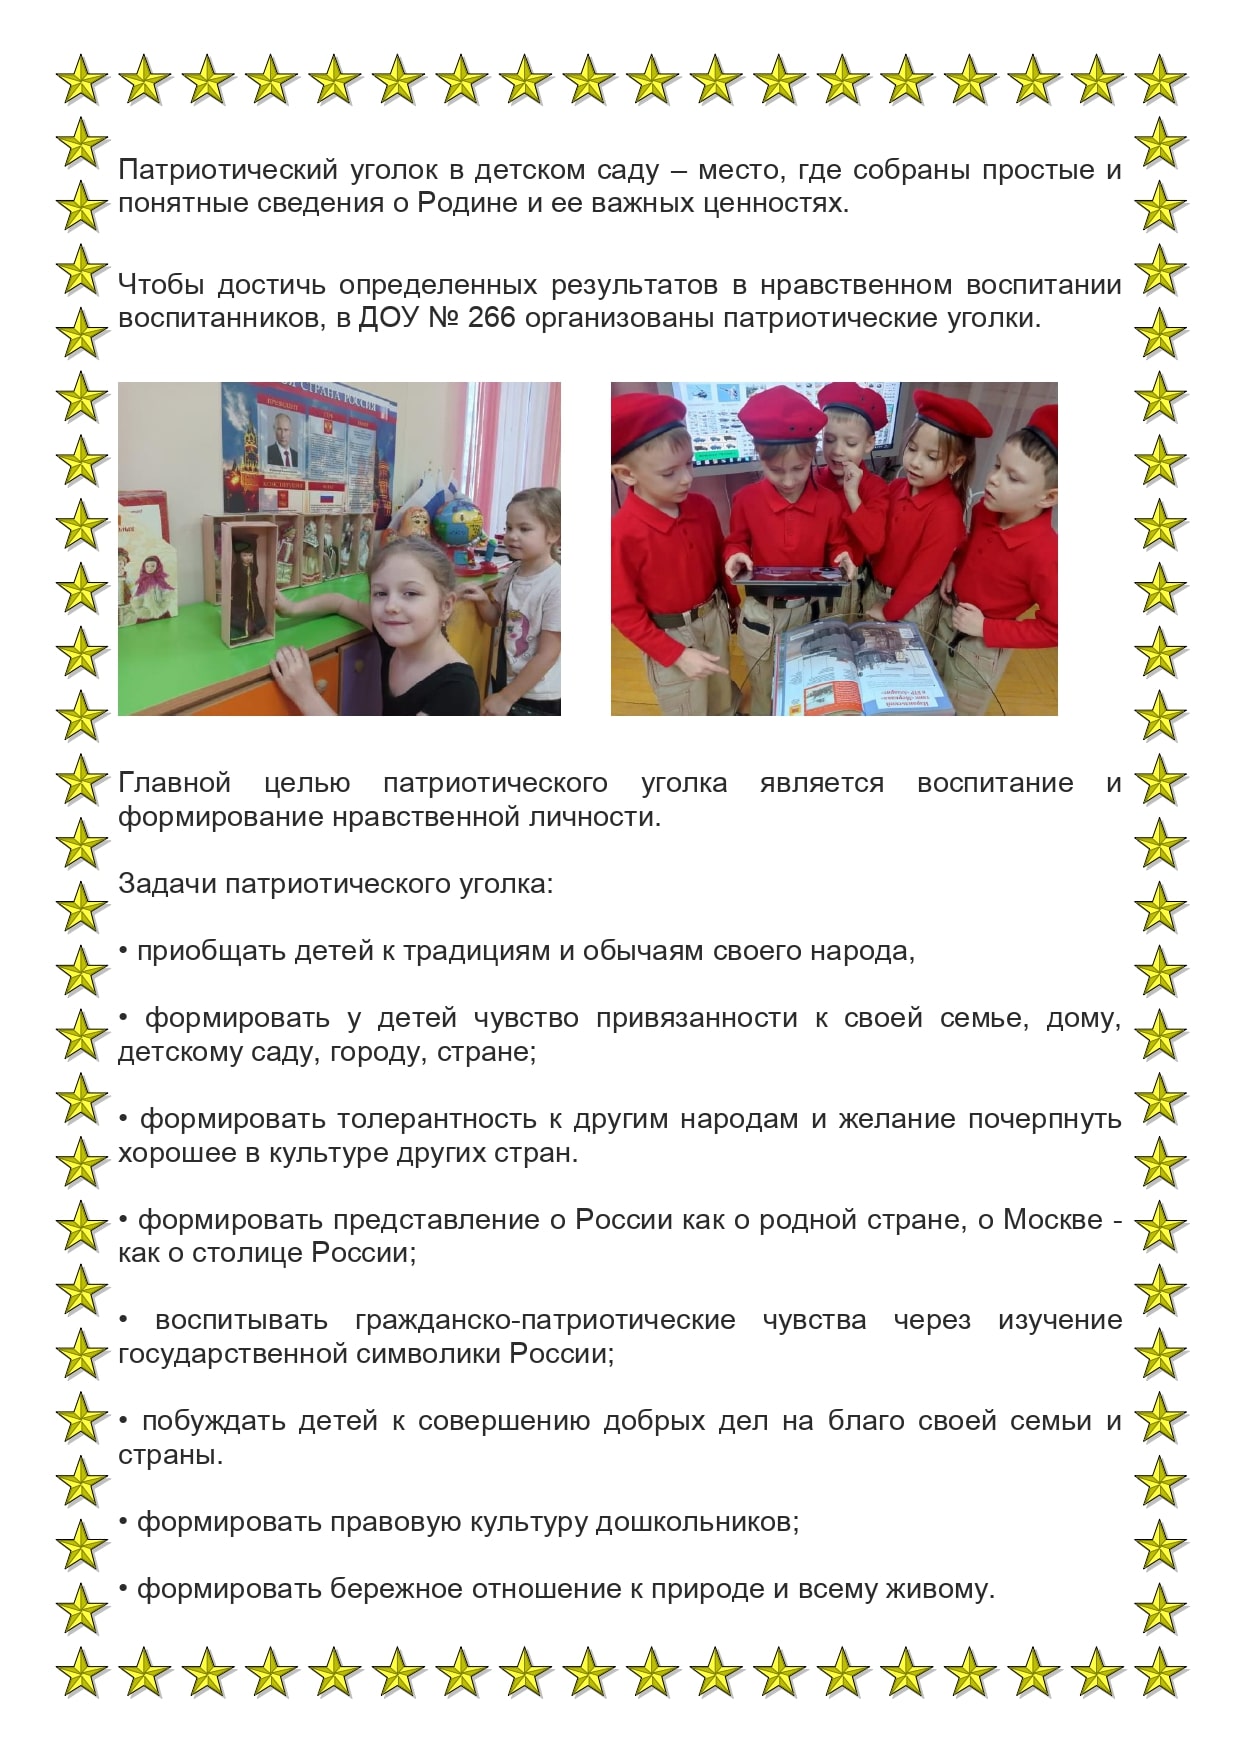 Патриотический уголок в детском саду – место, где собраны простые и
понятные сведения о Родине и ее важных ценностях.
Чтобы достичь определенных результатов в нравственном воспитании
воспитанников, в ДОУ № 266 организованы патриотические уголки.
СТРАНА РОССИЯ
ПРЕЗИДЕНТ
КОНСТИТУЦИЯ
Главной целью патриотического уголка является воспитание и
формирование нравственной личности.
Задачи патриотического уголка:
• приобщать детей к традициям и обычаям своего народа,
• формировать у детей чувство привязанности к своей семье, дому,
детскому саду, городу, стране;
• формировать толерантность к другим народам и желание почерпнуть
хорошее в культуре других стран.
• формировать представление о России как о родной стране, о Москве -
как о столице России;
• воспитывать гражданско-патриотические чувства через изучение
государственной символики России;
• побуждать детей к совершению добрых дел на благо своей семьи и
страны.
• формировать правовую культуру дошкольников;
• формировать бережное отношение к природе и всему живому.